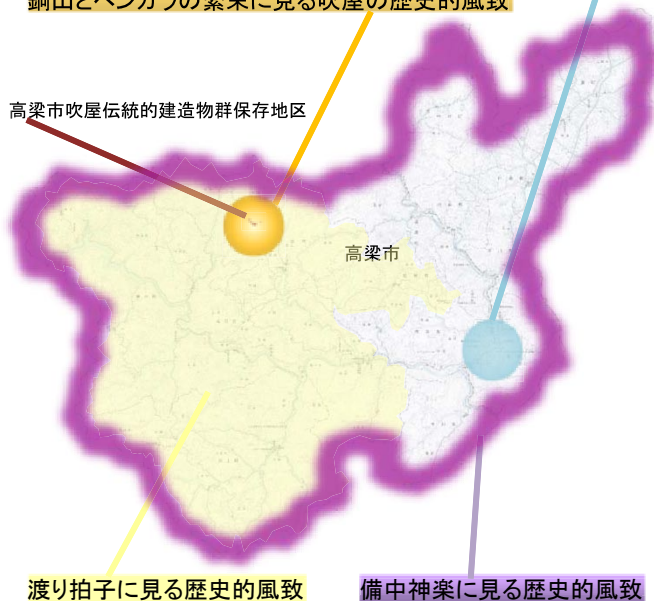 銅山とベンガラの繁栄に見る吹屋の歴史的風致
高梁市吹屋伝統的建造物群保存地区
高梁市
渡り拍子に見る歴史的風致
備中神楽に見る歴史的風致